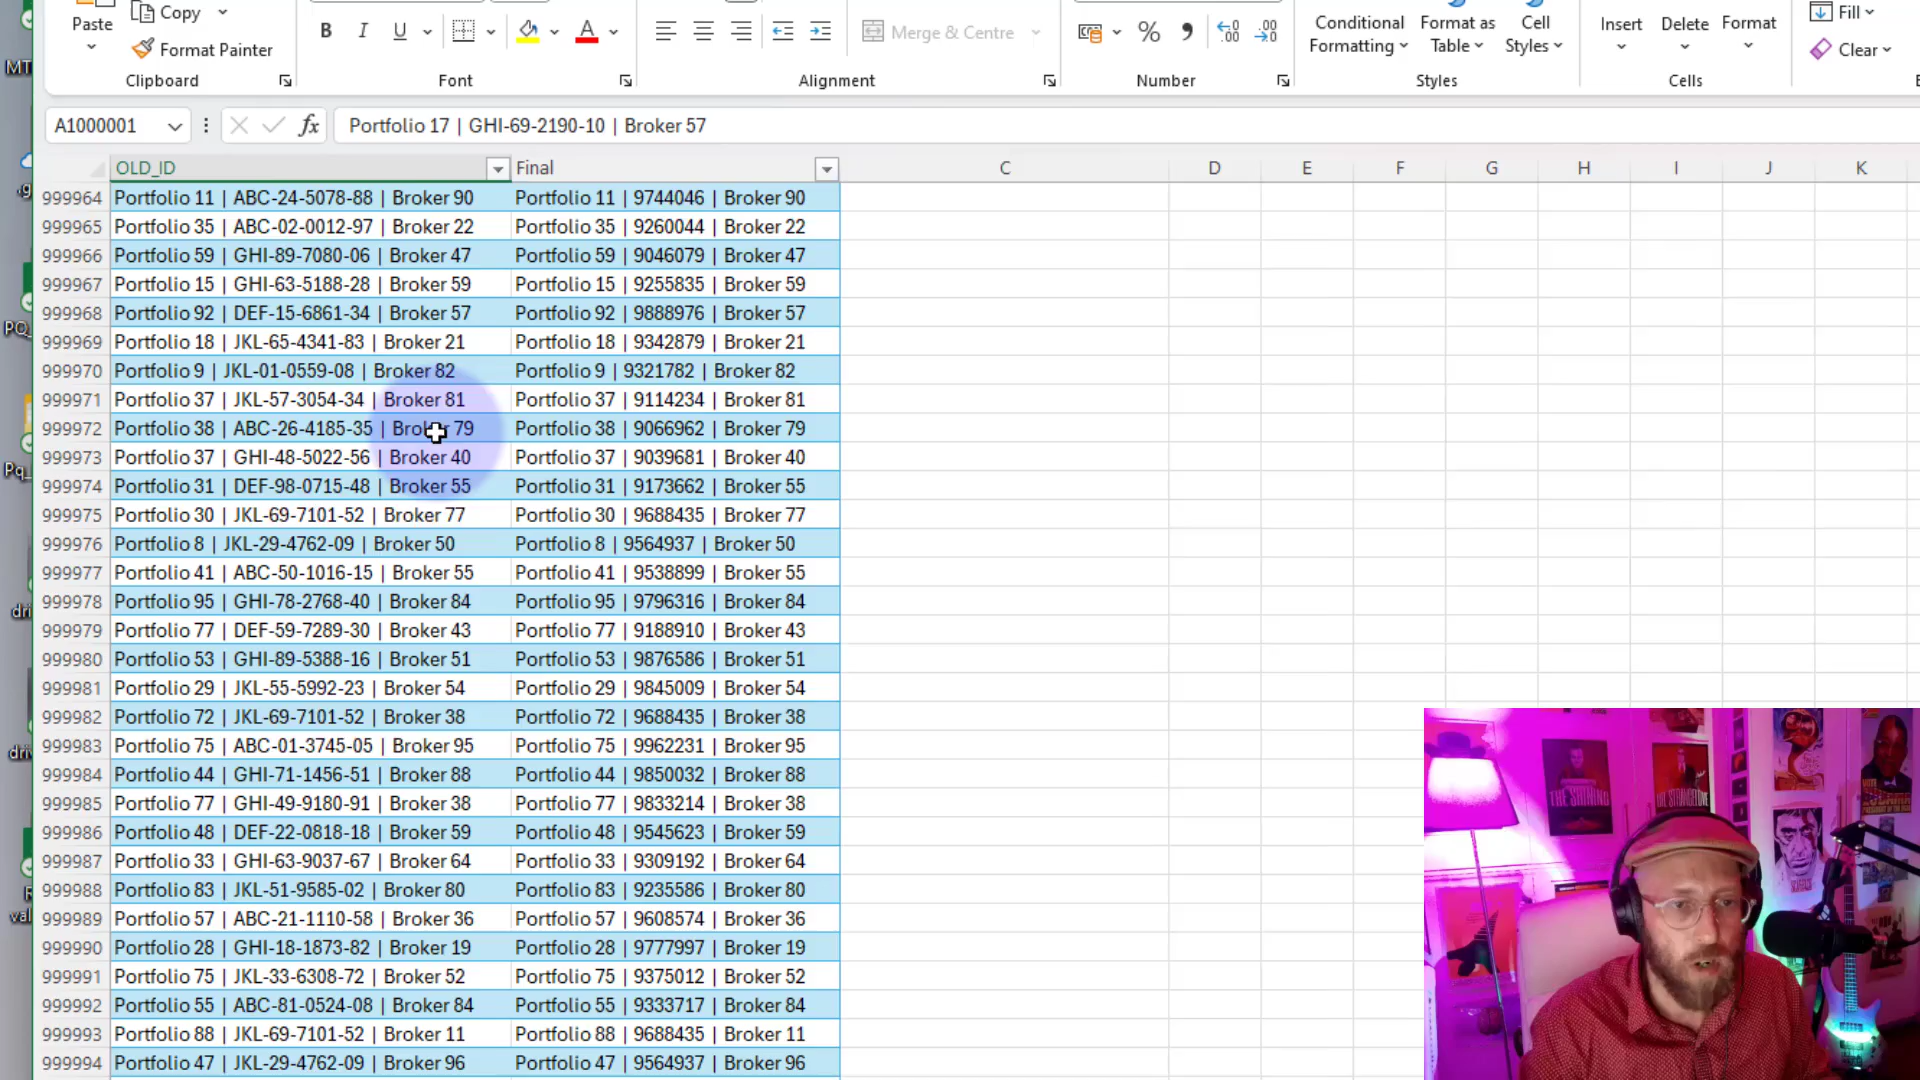 Paste
Copy
Format Painter
Clipboard
B I U A
Font
Alignment
Merge & Centre
%
.00
.00
Number
Conditional Formatting
Format as Table
Cell Styles
Styles
Insert
Delete
Format
Cells
Fill
Clear
A1000001
fx
Portfolio 17 | GHI-69-2190-10 | Broker 57
OLD_ID Final C D E F G H I J K
999964 Portfolio 11 | ABC-24-5078-88 | Broker 90 Portfolio 11 | 9744046 | Broker 90
999965 Portfolio 35 | ABC-02-0012-97 | Broker 22 Portfolio 35 | 9260044 | Broker 22
999966 Portfolio 59 | GHI-89-7080-06 | Broker 47 Portfolio 59 | 9046079 | Broker 47
999967 Portfolio 15 | GHI-63-5188-28 | Broker 59 Portfolio 15 | 9255835 | Broker 59
999968 Portfolio 92 | DEF-15-6861-34 | Broker 57 Portfolio 92 | 9888976 | Broker 57
999969 Portfolio 18 | JKL-65-4341-83 | Broker 21 Portfolio 18 | 9342879 | Broker 21
999970 Portfolio 9 | JKL-01-0559-08 | Broker 82 Portfolio 9 | 9321782 | Broker 82
999971 Portfolio 37 | JKL-57-3054-34 | Broker 81 Portfolio 37 | 9114234 | Broker 81
999972 Portfolio 38 | ABC-26-4185-35 | Broker 79 Portfolio 38 | 9066962 | Broker 79
999973 Portfolio 37 | GHI-48-5022-56 | Broker 40 Portfolio 37 | 9039681 | Broker 40
999974 Portfolio 31 | DEF-98-0715-48 | Broker 55 Portfolio 31 | 9173662 | Broker 55
999975 Portfolio 30 | JKL-69-7101-52 | Broker 77 Portfolio 30 | 9688435 | Broker 77
999976 Portfolio 8 | JKL-29-4762-09 | Broker 50 Portfolio 8 | 9564937 | Broker 50
999977 Portfolio 41 | ABC-50-1016-15 | Broker 55 Portfolio 41 | 9538899 | Broker 55
999978 Portfolio 95 | GHI-78-2768-40 | Broker 84 Portfolio 95 | 9796316 | Broker 84
999979 Portfolio 77 | DEF-59-7289-30 | Broker 43 Portfolio 77 | 9188910 | Broker 43
999980 Portfolio 53 | GHI-89-5388-16 | Broker 51 Portfolio 53 | 9876586 | Broker 51
999981 Portfolio 29 | JKL-55-5992-23 | Broker 54 Portfolio 29 | 9845009 | Broker 54
999982 Portfolio 72 | JKL-69-7101-52 | Broker 38 Portfolio 72 | 9688435 | Broker 38
999983 Portfolio 75 | ABC-01-3745-05 | Broker 95 Portfolio 75 | 9962231 | Broker 95
999984 Portfolio 44 | GHI-71-1456-51 | Broker 88 Portfolio 44 | 9850032 | Broker 88
999985 Portfolio 77 | GHI-49-9180-91 | Broker 38 Portfolio 77 | 9833214 | Broker 38
999986 Portfolio 48 | DEF-22-0818-18 | Broker 59 Portfolio 48 | 9545623 | Broker 59
999987 Portfolio 33 | GHI-63-9037-67 | Broker 64 Portfolio 33 | 9309192 | Broker 64
999988 Portfolio 83 | JKL-51-9585-02 | Broker 80 Portfolio 83 | 9235586 | Broker 80
999989 Portfolio 57 | ABC-21-1110-58 | Broker 36 Portfolio 57 | 9608574 | Broker 36
999990 Portfolio 28 | GHI-18-1873-82 | Broker 19 Portfolio 28 | 9777997 | Broker 19
999991 Portfolio 75 | JKL-33-6308-72 | Broker 52 Portfolio 75 | 9375012 | Broker 52
999992 Portfolio 55 | ABC-81-0524-08 | Broker 84 Portfolio 55 | 9333717 | Broker 84
999993 Portfolio 88 | JKL-69-7101-52 | Broker 11 Portfolio 88 | 9688435 | Broker 11
999994 Portfolio 47 | JKL-29-4762-09 | Broker 96 Portfolio 47 | 9564937 | Broker 96
THE SHINING